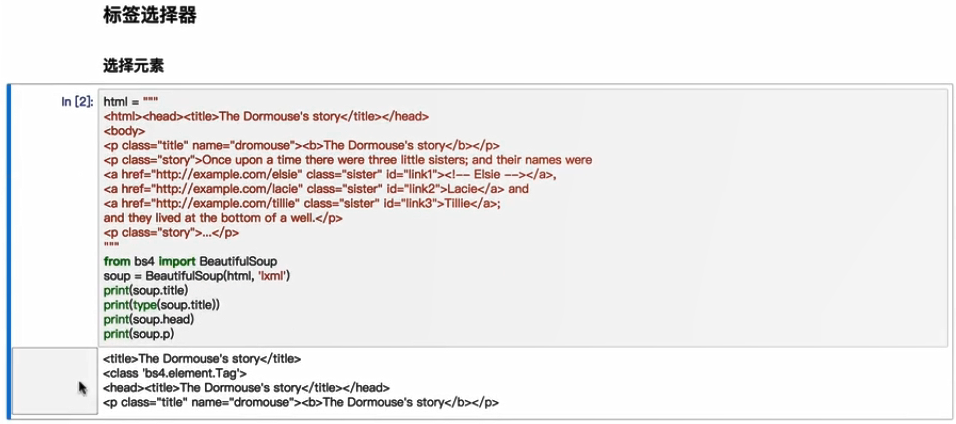 标签选择器
选择元素
In [2]: html = """
<html><head><title>The Dormouse's story</title></head>
<body>
<p class="title" name="dromouse"><b>The Dormouse's story</b></p>
<p class="story">Once upon a time there were three little sisters; and their names were
<a href="http://example.com/elsie" class="sister" id="link1"><!-- Elsie --></a>,
<a href="http://example.com/lacie" class="sister" id="link2">Lacie</a> and
<a href="http://example.com/tillie" class="sister" id="link3">Tillie</a>;
and they lived at the bottom of a well.</p>
<p class="story">...</p>
"""
from bs4 import BeautifulSoup
soup = BeautifulSoup(html, 'lxml')
print(soup.title)
print(type(soup.title))
print(soup.head)
print(soup.p)
<title>The Dormouse's story</title>
<class 'bs4.element.Tag'>
<head><title>The Dormouse's story</title></head>
<p class="title" name="dromouse"><b>The Dormouse's story</b></p>